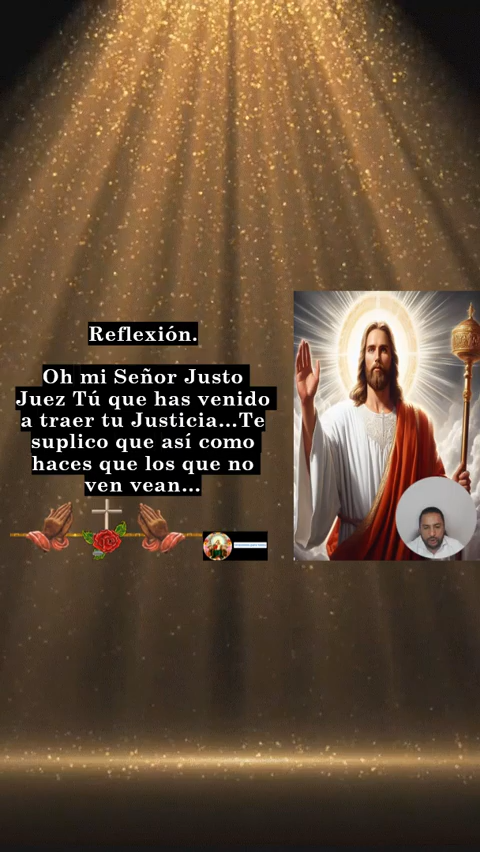 Reflexión.
Oh mi Señor Justo
Juez Tú que has venido
a traer tu Justicia...Te
suplico que así como
haces que los que no
ven vean...